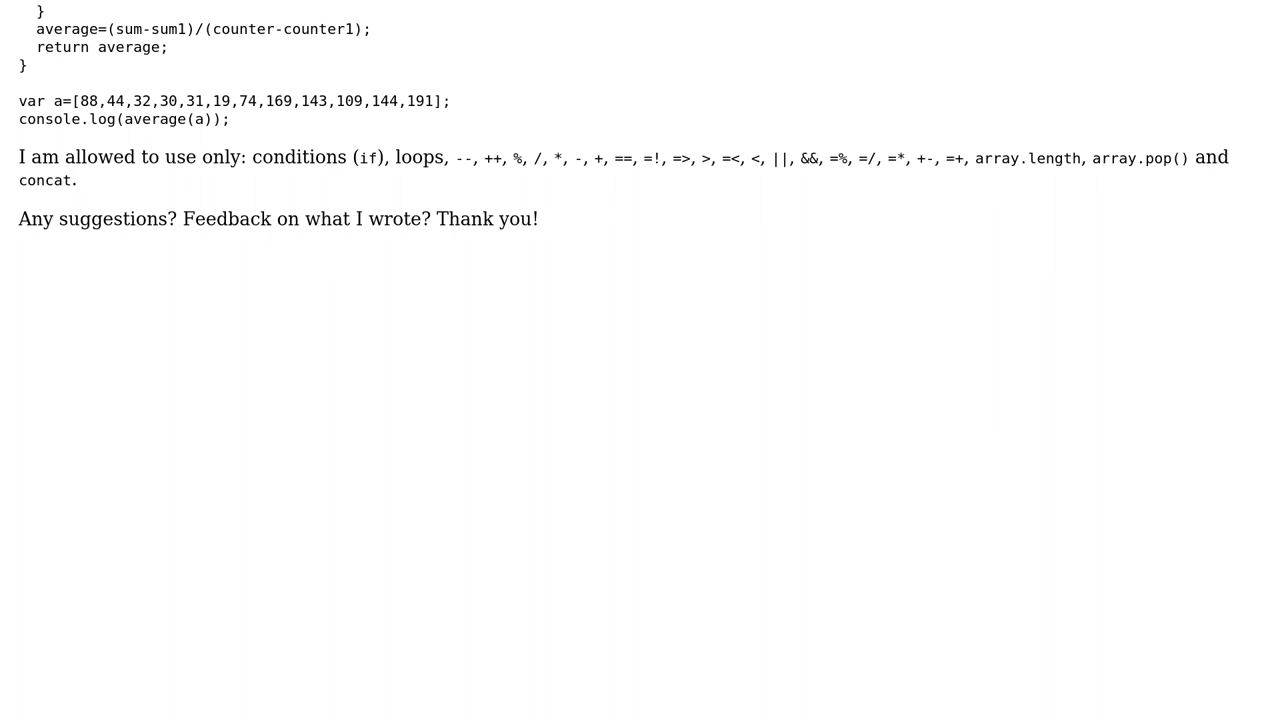 }
average=(sum-sum1)/(counter-counter1);
return average;
}
var a=[88,44,32,30,31,19,74,169,143,109,144,191];
console.log(average(a));
I am allowed to use only: conditions (if), loops, --, ++, %, /, *, -, +, ==, =!, =>, >, =<, <, ||, &&, =%, =/, =*, +-, =+, array.length, array.pop() and
concat.
Any suggestions? Feedback on what I wrote? Thank you!